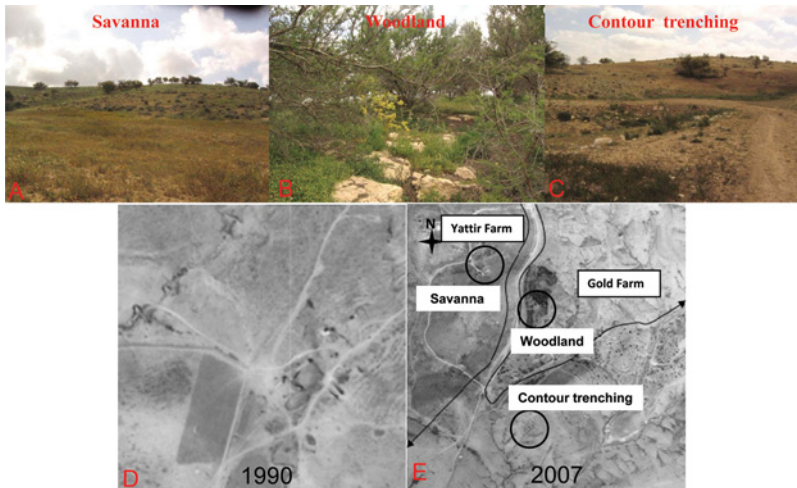 Savanna
Woodland
Contour trenching
A
B
C
N
Yattir Farm
Savanna
Gold Farm
Woodland
Contour trenching
D
1990
E
2007